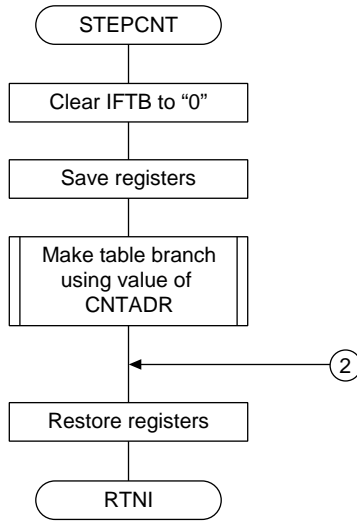 STEPCNT
Clear IFTB to “0”
Save registers
Make table branch
using value of
CNTADR
2
Restore registers
RTNI